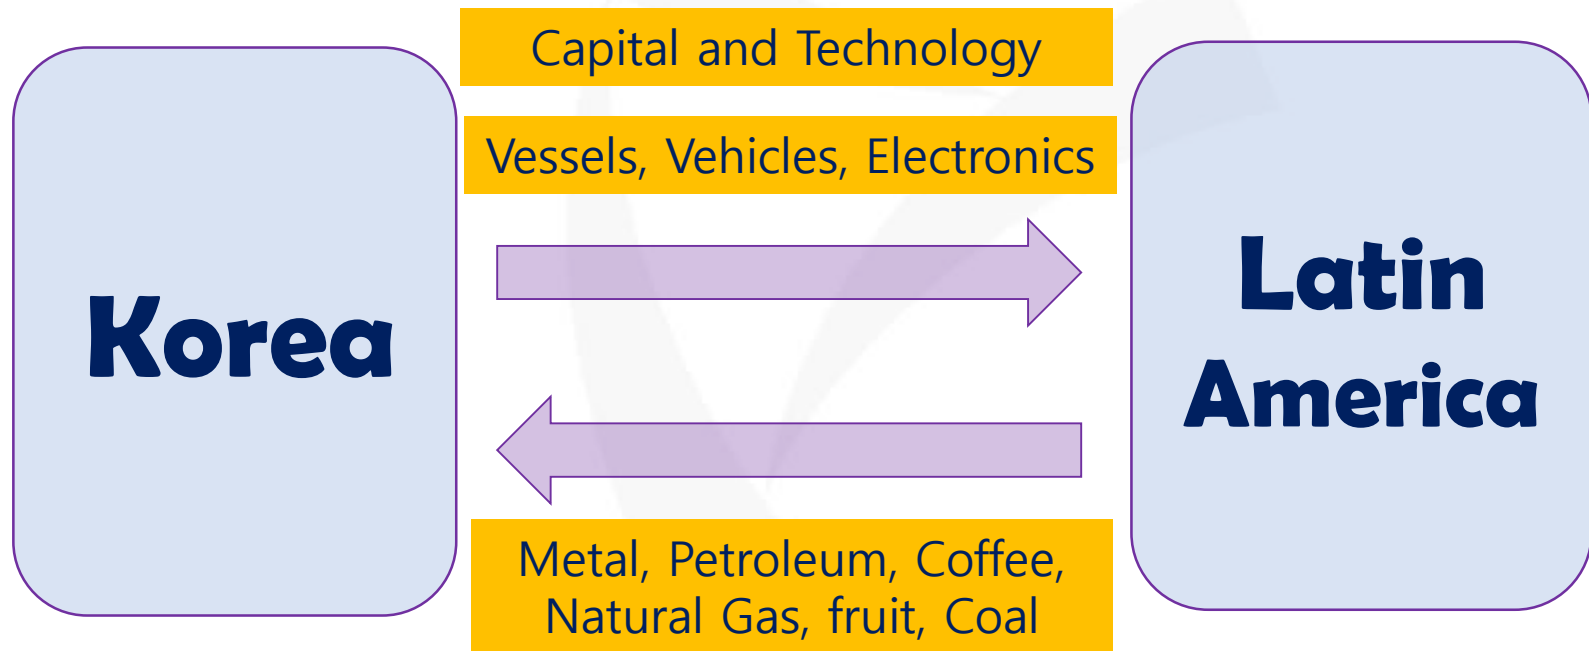 Capital and Technology
Vessels, Vehicles, Electronics
Korea
Latin
America
Metal, Petroleum, Coffee,
Natural Gas, fruit, Coal